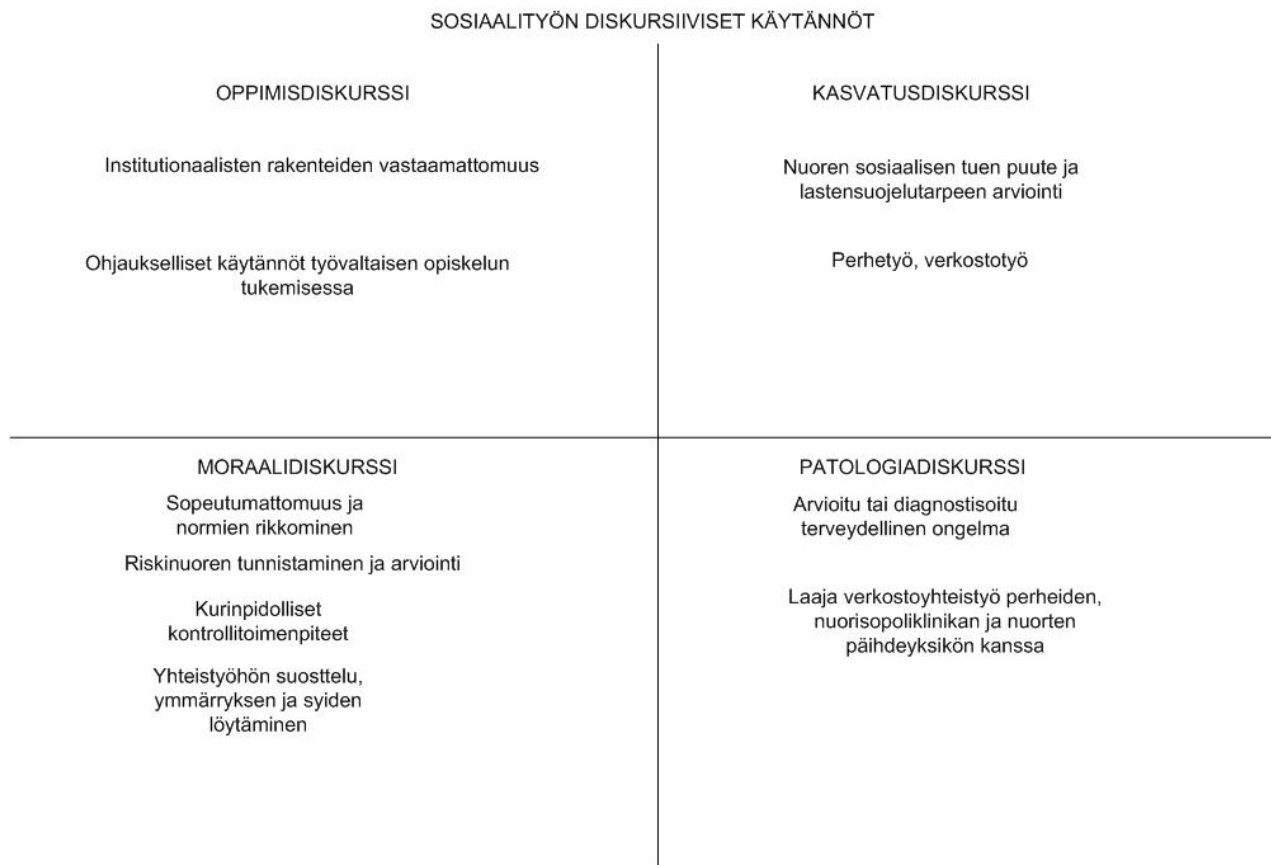 SOSIAALITYÖN DISKURSIIVISET KÄYTÄNNÖT
OPPIMISDISKURSSI
Institutionaalisten rakenteiden vastaamattomuus
Ohjaukselliset käytännöt työvaltaisen opiskelun
tukemisessa
KASVATUSDISKURSSI
Nuoren sosiaalisen tuen puute ja
lastensuojelutarpeen arviointi
Perhetyö, verkostotyö
MORAALIDISKURSSI
Sopeutumattomuus ja
normien rikkominen
Riskinuoren tunnistaminen ja arviointi
Kurinpidolliset
kontrollitoimenpiteet
Yhteistyöhön suosttelu,
ymmärryksen ja syiden
löytäminen
PATOLOGIADISKURSSI
Arvioitu tai diagnostisoitu
terveydellinen ongelma
Laaja verkostoyhteistyö perheiden,
nuorisopoliklinikan ja nuorten
päihdeyksikön kanssa